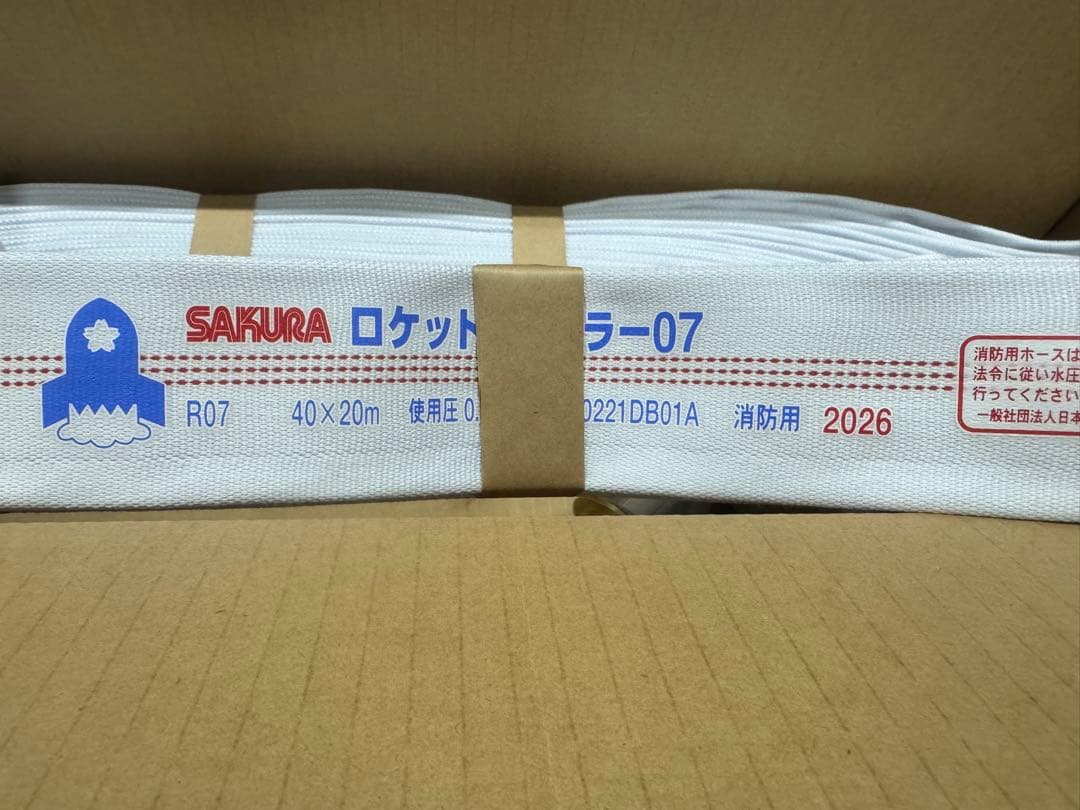 SAKURA ロケット ラー07
R07 40×20m 使用圧 0. 0221DB01A 消防用 2026
消防用ホースは
法令に従い水圧
行ってください
一般社団法人日本